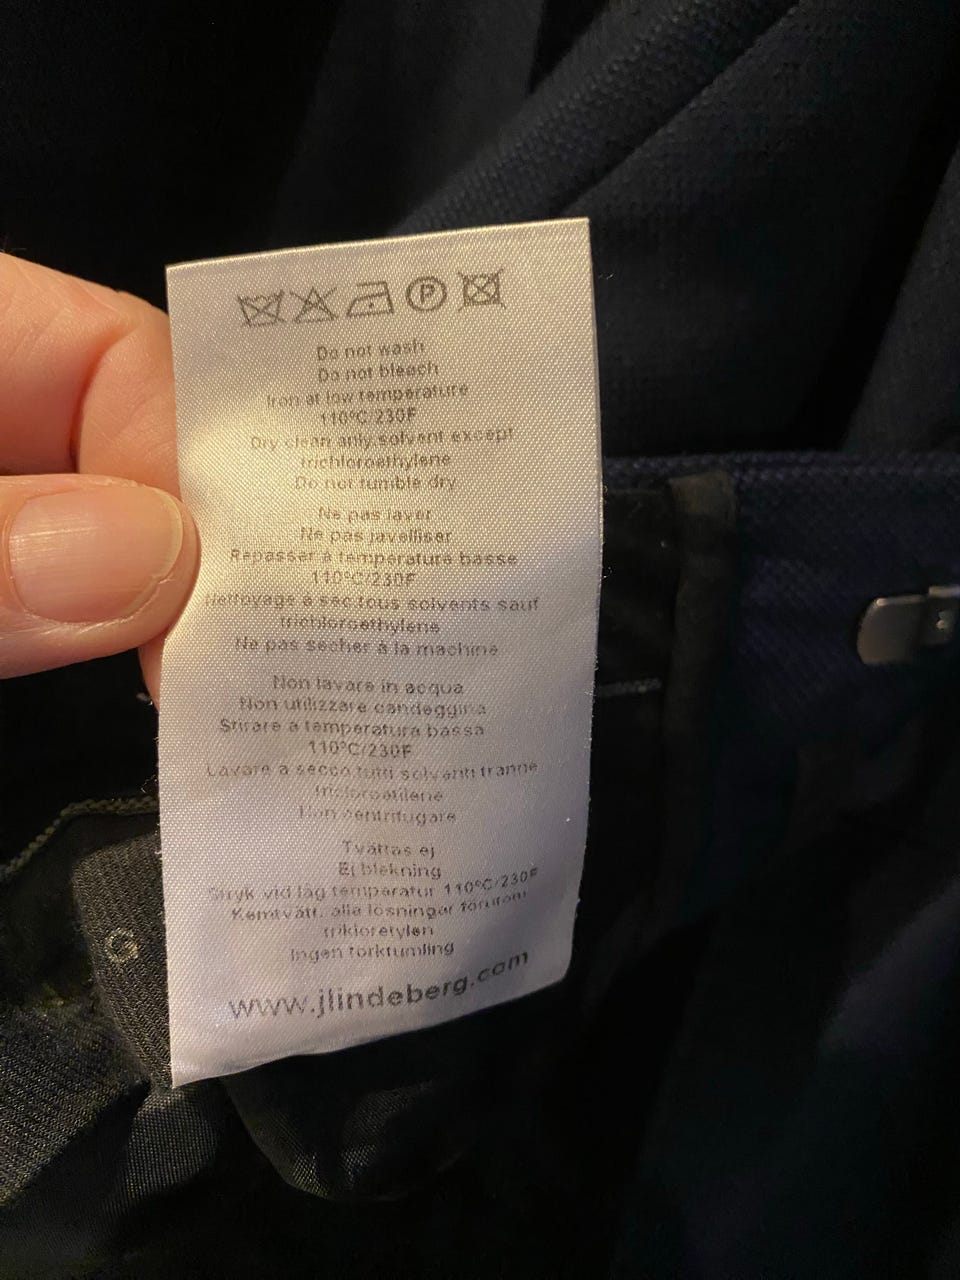 P
Do not wash
Do not bleach
Iron at low temperature
110°C/230F
Dry clean only, solvent except
trichloroethylene
Do not tumble dry
Ne pas laver
Ne pas javelliser
Repasser à temperature basse
110°C/230F
Nettoyage à sec tous solvents sauf
trichloroethylene
Ne pas secher à la machine
Non lavare in acqua
Non utilizzare candeggina
Stirare a temperatura bassa
110°C/230F
Lavare a secco tutti solventi tranne
tricloroetilene
Non centrifugare
Tvättas ej
Ej blekning
Stryk vid låg temperatur 110°C/230F
Kemtvätt, alla lösningar förutom
trikloretylen
Ingen torktumling
www.jlindeberg.com